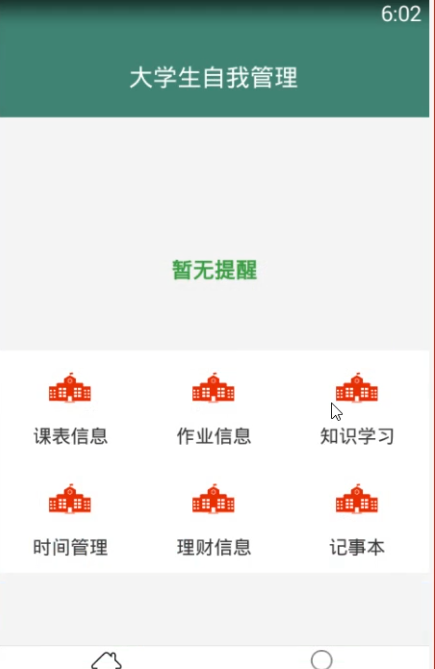 6:02
大学生自我管理
暂无提醒
课表信息 作业信息 知识学习
时间管理 理财信息 记事本